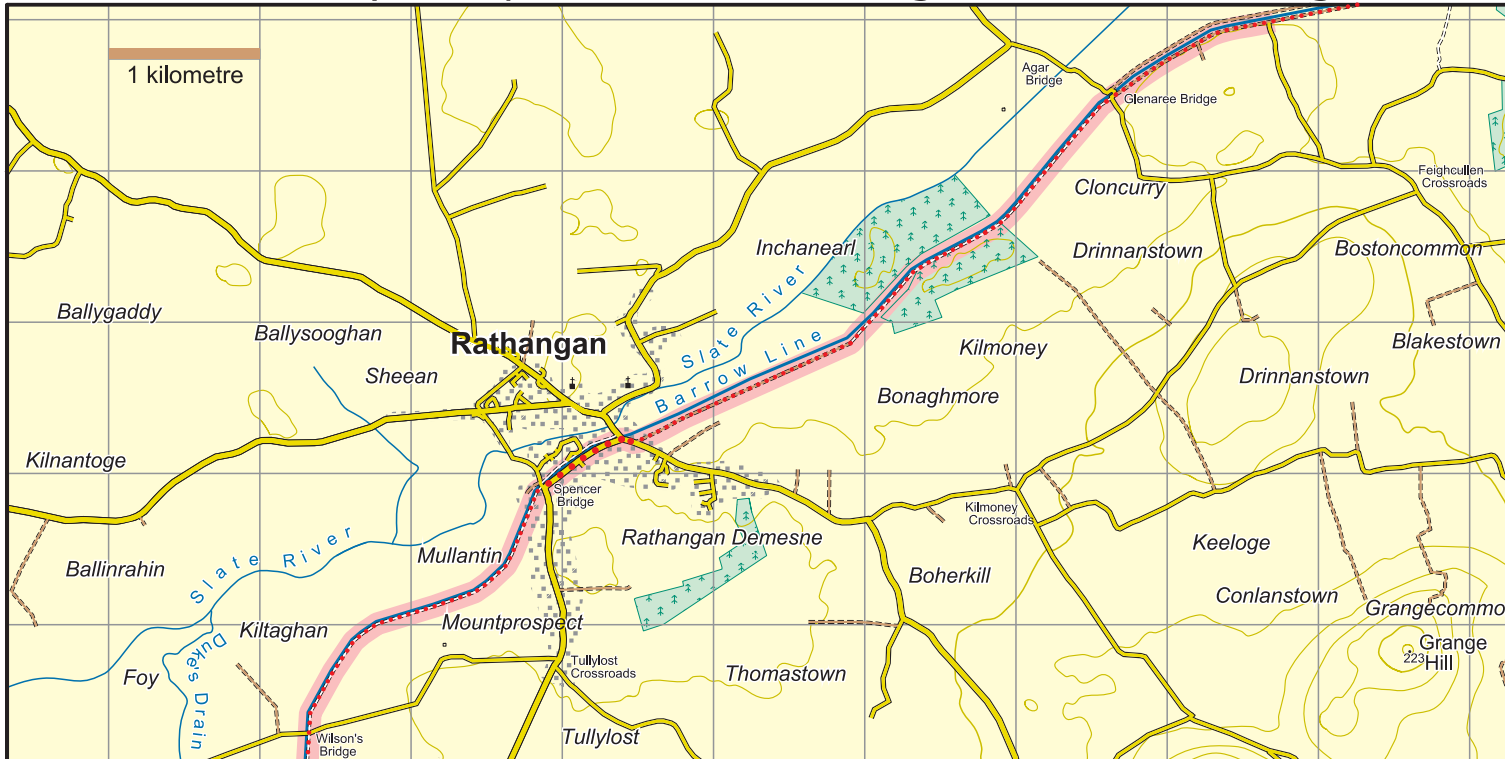 1 kilometre
Agar
Bridge
Glenaree Bridge
Feighcullen
Crossroads
Cloncurry
Inchanearl
Drinnanstown
Bostoncommon
Ballygaddy
Ballysooghan
Rathangan
Slate River
Barrow Line
Kilmoney
Blakestown
Sheean
Bonaghmore
Drinnanstown
Kilnantoge
Spencer
Bridge
Kilmoney
Crossroads
Slate River
Mullantin
Rathangan Demesne
Keeloge
Ballinrahin
Boherkill
Conlanstown
Grangecommo
Kiltaghan
Mountprospect
Duke's Drain
Foy
Tullylost
Crossroads
Thomastown
Grange
223 Hill
Tullylost
Wilson's
Bridge